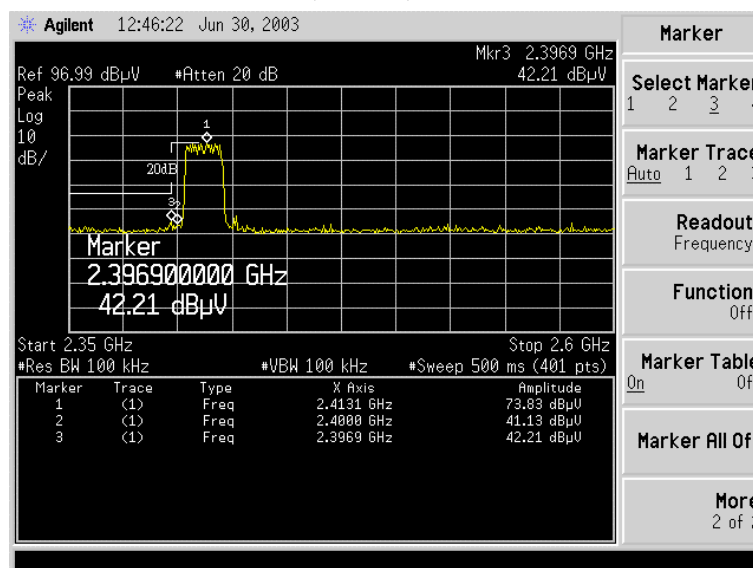 Agilent 12:46:22 Jun 30, 2003
Mkr3 2.3969 GHz
Ref 96.99 dBµV #Atten 20 dB 42.21 dBµV
Peak
Log
10
dB/
1
20dB
3
2
Marker
2.396900000 GHz
42.21 dBµV
Start 2.35 GHz Stop 2.6 GHz
#Res BW 100 kHz #VBW 100 kHz #Sweep 500 ms (401 pts)
Marker Trace Type X Axis Amplitude
1 (1) Freq 2.4131 GHz 73.83 dBµV
2 (1) Freq 2.4000 GHz 41.13 dBµV
3 (1) Freq 2.3969 GHz 42.21 dBµV
Marker
Select Marker
1 2 3
Marker Trace
Auto 1 2
Readout
Frequency
Function
Off
Marker Table
On Of
Marker All Of
More
2 of